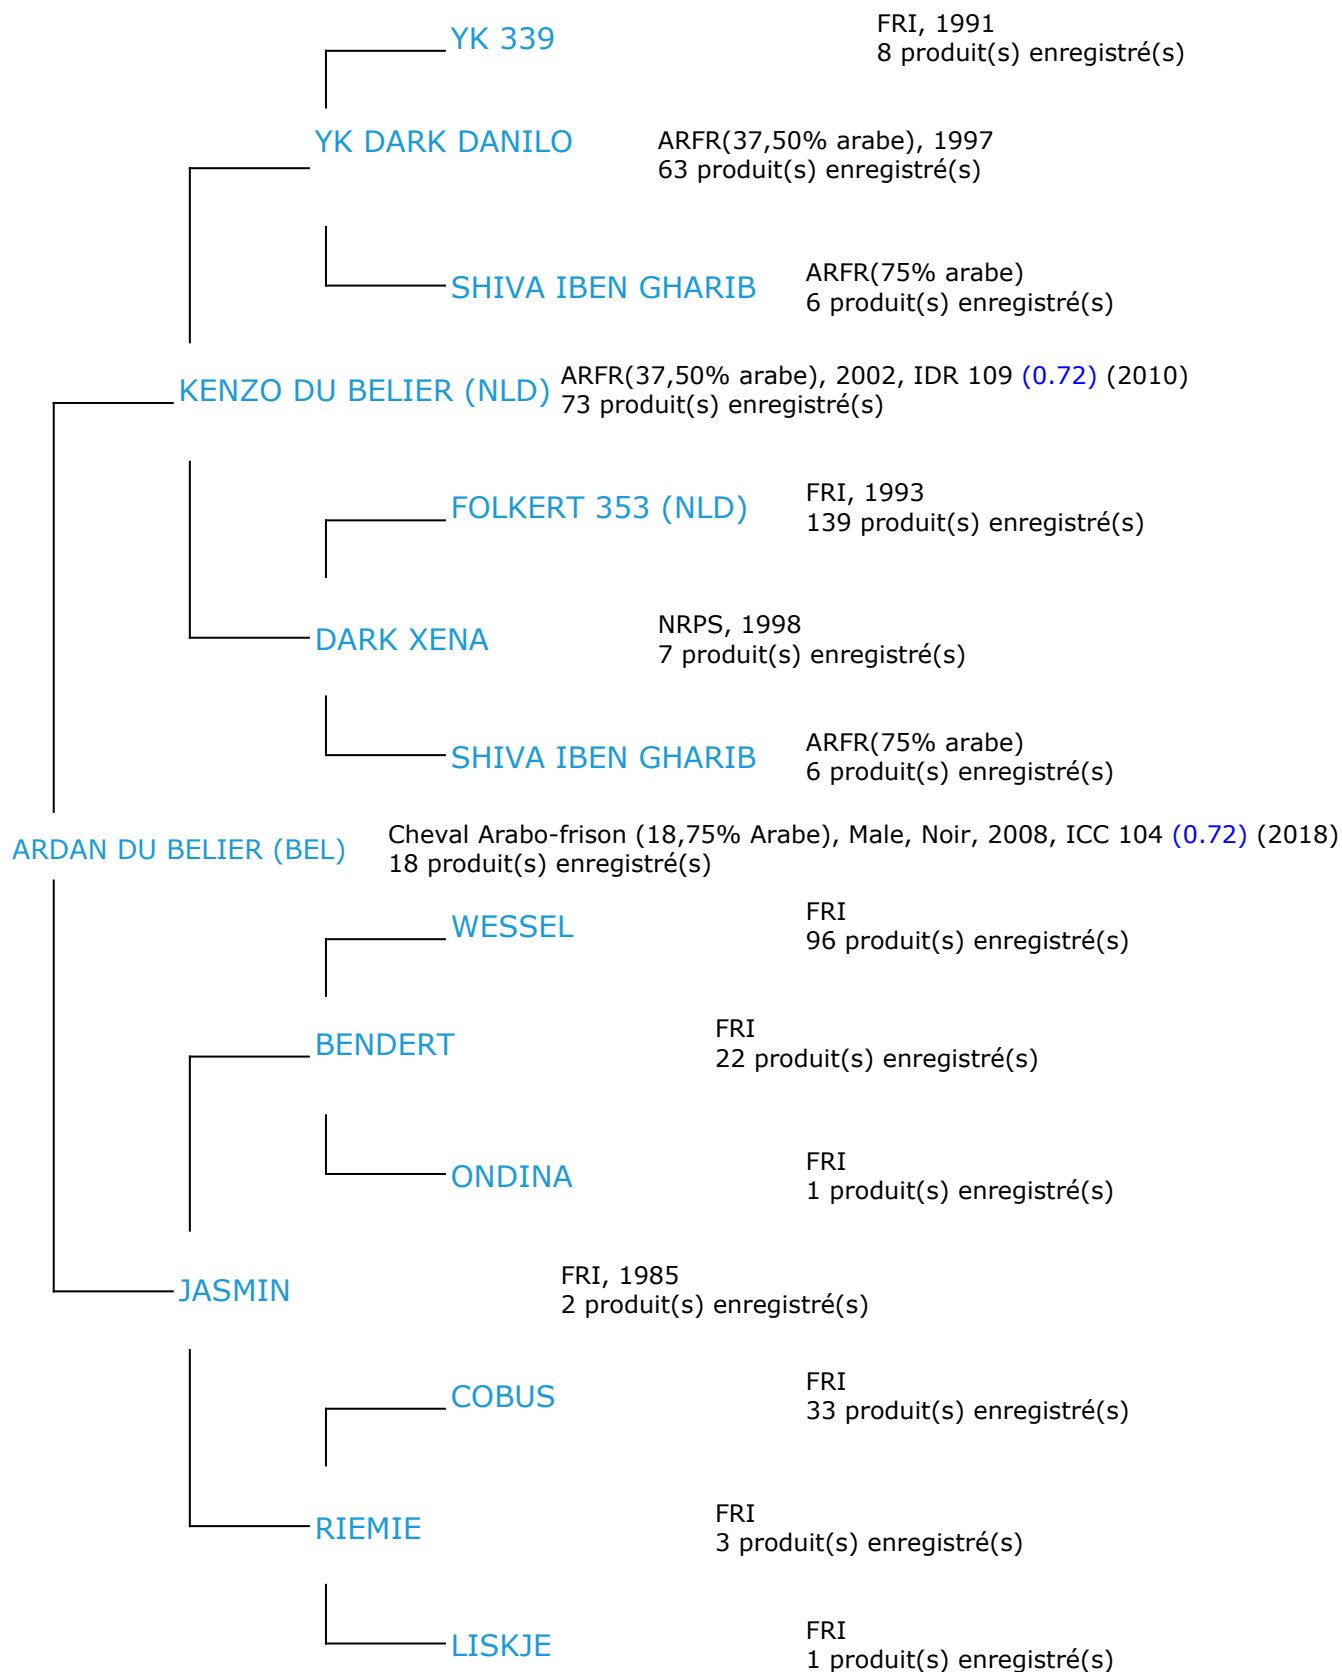 YK 339
FRI, 1991
8 produit(s) enregistré(s)
YK DARK DANILO
ARFR(37,50% arabe), 1997
63 produit(s) enregistré(s)
SHIVA IBEN GHARIB
ARFR(75% arabe)
6 produit(s) enregistré(s)
KENZO DU BELIER (NLD)
ARFR(37,50% arabe), 2002, IDR 109 (0.72) (2010)
73 produit(s) enregistré(s)
FOLKERT 353 (NLD)
FRI, 1993
139 produit(s) enregistré(s)
DARK XENA
NRPS, 1998
7 produit(s) enregistré(s)
SHIVA IBEN GHARIB
ARFR(75% arabe)
6 produit(s) enregistré(s)
ARDAN DU BELIER (BEL)
Cheval Arabo-frison (18,75% Arabe), Male, Noir, 2008, ICC 104 (0.72) (2018)
18 produit(s) enregistré(s)
WESSEL
FRI
96 produit(s) enregistré(s)
BENDERT
FRI
22 produit(s) enregistré(s)
ONDINA
FRI
1 produit(s) enregistré(s)
JASMIN
FRI, 1985
2 produit(s) enregistré(s)
COBUS
FRI
33 produit(s) enregistré(s)
RIEMIE
FRI
3 produit(s) enregistré(s)
LISKJE
FRI
1 produit(s) enregistré(s)